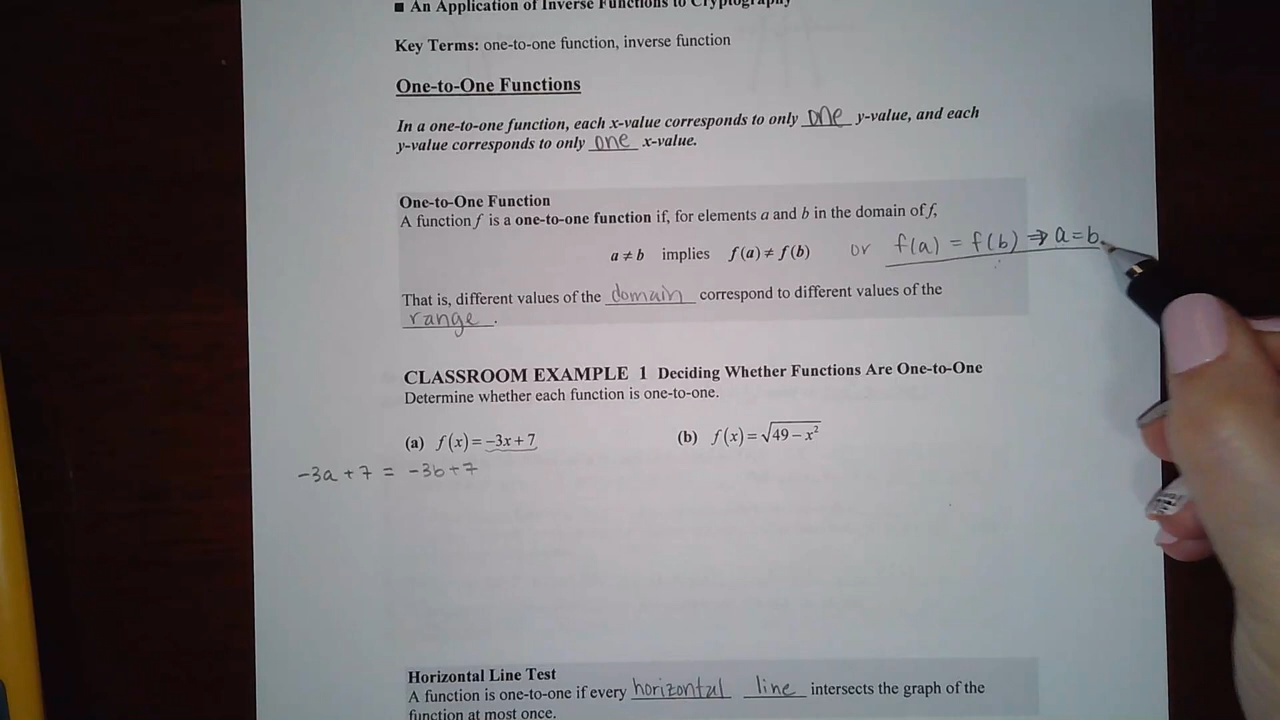 ■ An Application of Inverse Functions to Cryptography
Key Terms: one-to-one function, inverse function
One-to-One Functions
In a one-to-one function, each x-value corresponds to only one y-value, and each
y-value corresponds to only one x-value.
One-to-One Function
A function f is a one-to-one function if, for elements a and b in the domain of f,
a ≠ b implies f(a) ≠ f(b) or f(a) = f(b) ⇒ a=b
That is, different values of the domain correspond to different values of the
range.
CLASSROOM EXAMPLE 1 Deciding Whether Functions Are One-to-One
Determine whether each function is one-to-one.
(a) f(x) = −3x + 7 (b) f(x) = √49 − x²
-3a + 7 = -3b + 7
Horizontal Line Test
A function is one-to-one if every horizontal line intersects the graph of the
function at most once.